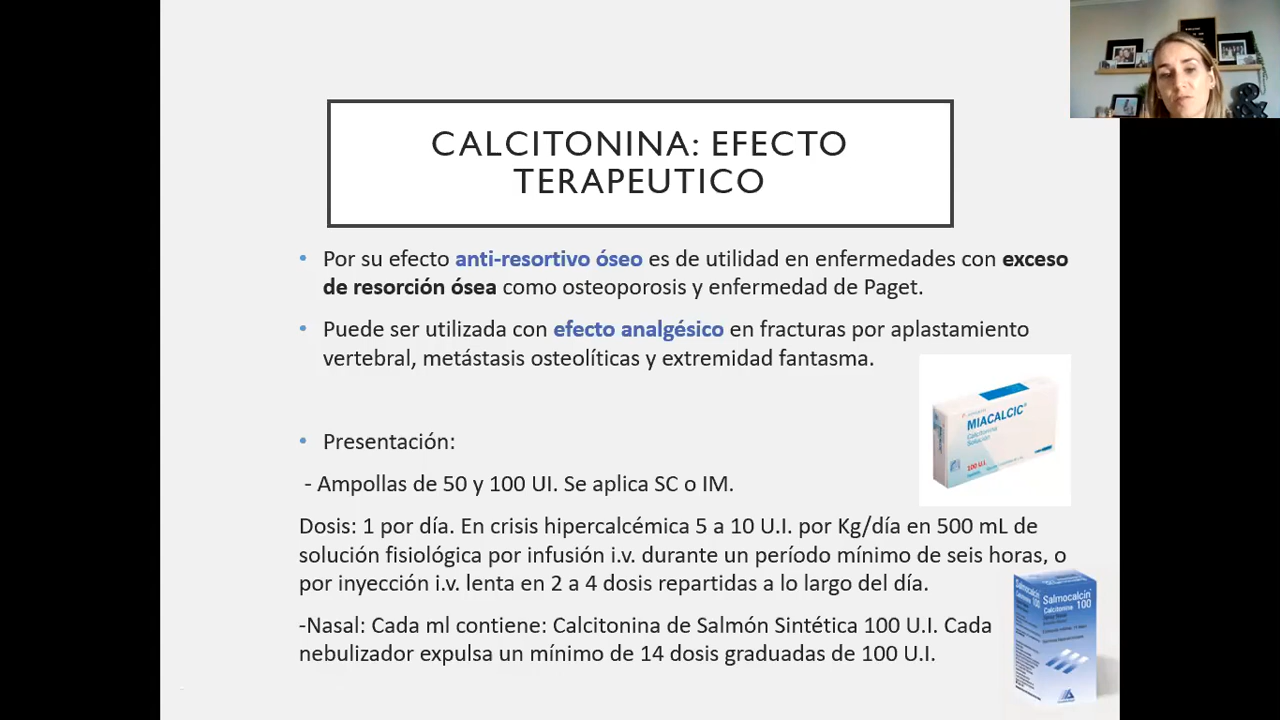 CALCITONINA: EFECTO
TERAPEUTICO
• Por su efecto anti-resortivo óseo es de utilidad en enfermedades con exceso
de resorción ósea como osteoporosis y enfermedad de Paget.
• Puede ser utilizada con efecto analgésico en fracturas por aplastamiento
vertebral, metástasis osteolíticas y extremidad fantasma.
MIACALCIC®
Calcitonina
100 U.I.
• Presentación:
- Ampollas de 50 y 100 UI. Se aplica SC o IM.
Dosis: 1 por día. En crisis hipercalcémica 5 a 10 U.I. por Kg/día en 500 mL de
solución fisiológica por infusión i.v. durante un período mínimo de seis horas, o
por inyección i.v. lenta en 2 a 4 dosis repartidas a lo largo del día.
-Nasal: Cada ml contiene: Calcitonina de Salmón Sintética 100 U.I. Cada
nebulizador expulsa un mínimo de 14 dosis graduadas de 100 U.I.
Salmocalcin
Calcitonina 100